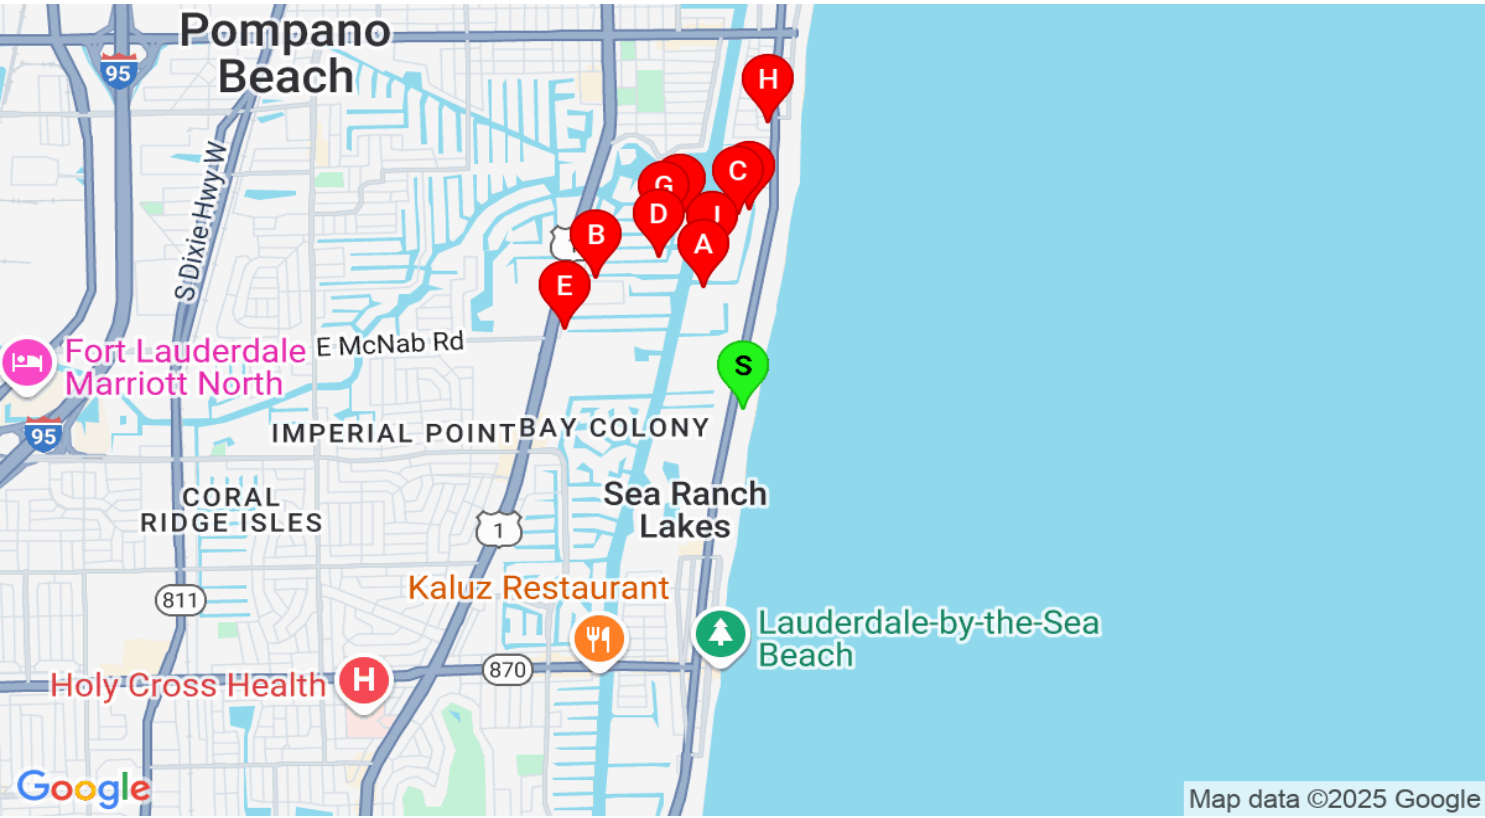 Pompano
Beach
95
H
C
G
D
I
A
B
1
E
S Dixie Hwy W
E McNab Rd
Fort Lauderdale
Marriott North
S
95
IMPERIAL POINT
BAY COLONY
CORAL
RIDGE ISLES
Sea Ranch
Lakes
1
Kaluz Restaurant
811
Lauderdale-by-the-Sea
Beach
870
Holy Cross Health
H
Google
Map data ©2025 Google